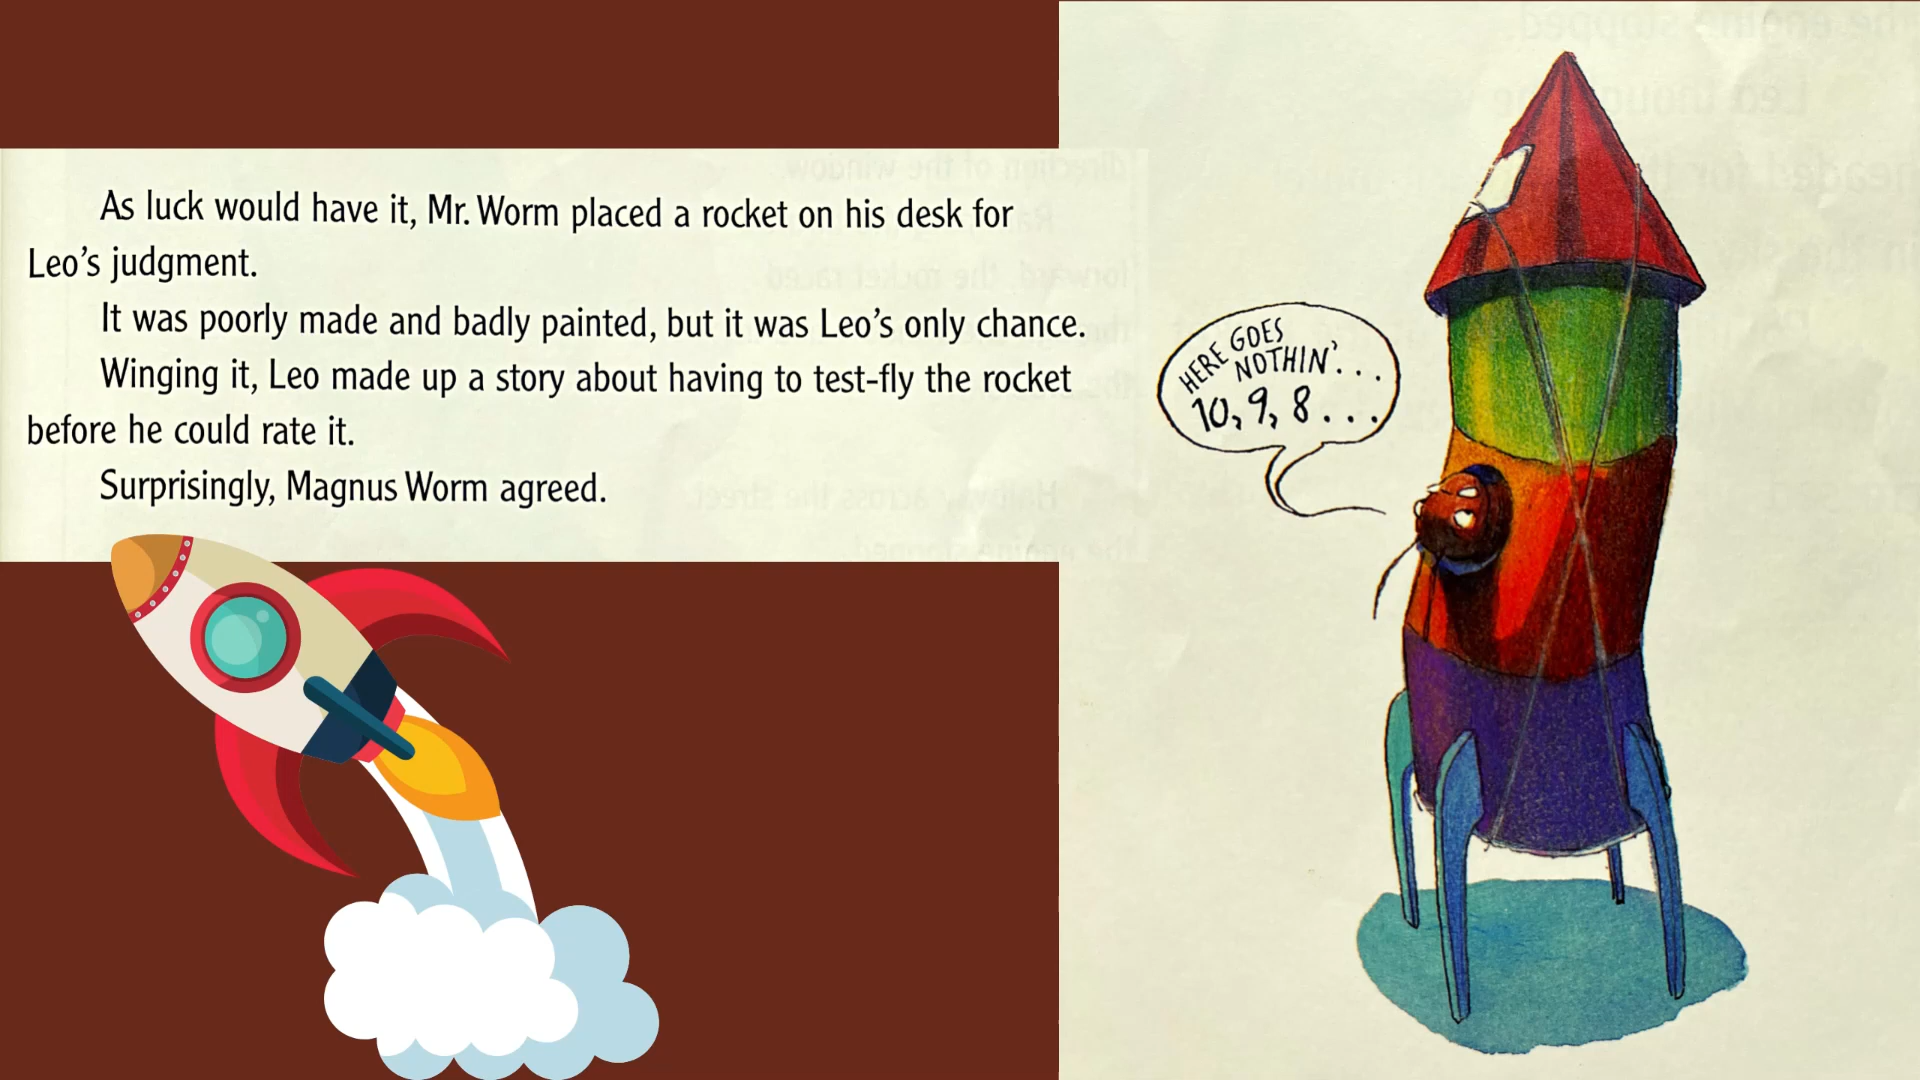 As luck would have it, Mr. Worm placed a rocket on his desk for
Leo's judgment.
It was poorly made and badly painted, but it was Leo's only chance.
Winging it, Leo made up a story about having to test-fly the rocket
before he could rate it.
Surprisingly, Magnus Worm agreed.
HERE GOES
NOTHIN'...
10, 9, 8...